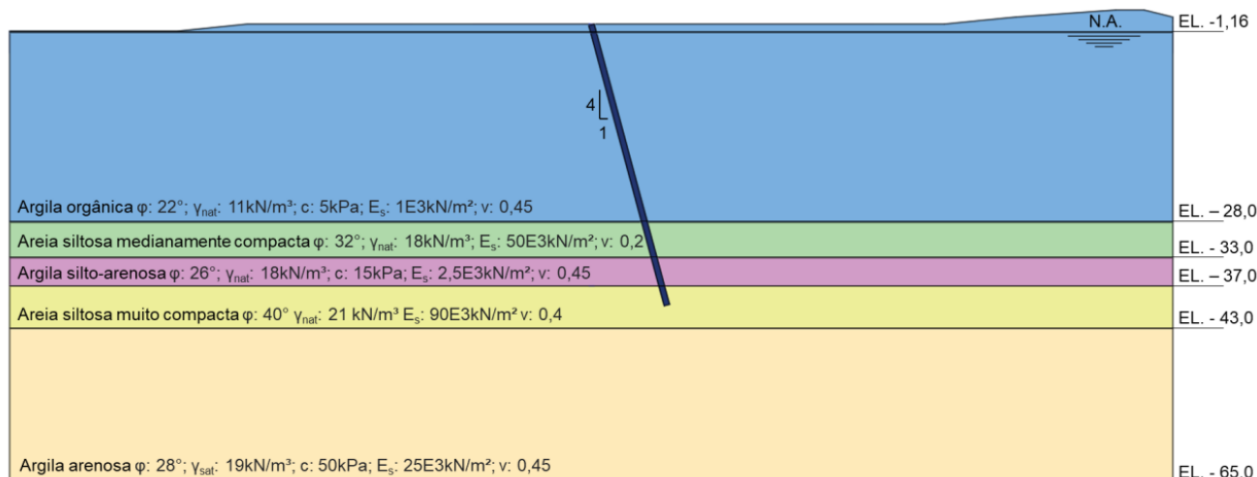 N.A.
EL. -1,16
4
1
Argila orgânica φ: 22°; γnat: 11kN/m³; c: 5kPa; Es: 1E3kN/m²; ν: 0,45
EL. – 28,0
Areia siltosa medianamente compacta φ: 32°; γnat: 18kN/m³; Es: 50E3kN/m²; ν: 0,2
EL. - 33,0
Argila silto-arenosa φ: 26°; γnat: 18kN/m³; c: 15kPa; Es: 2,5E3kN/m²; ν: 0,45
EL. - 37,0
Areia siltosa muito compacta φ: 40° γnat: 21 kN/m³ Es: 90E3kN/m² ν: 0,4
EL. - 43,0
Argila arenosa φ: 28°; γsat: 19kN/m³; c: 50kPa; Es: 25E3kN/m²; ν: 0,45
EL. - 65,0